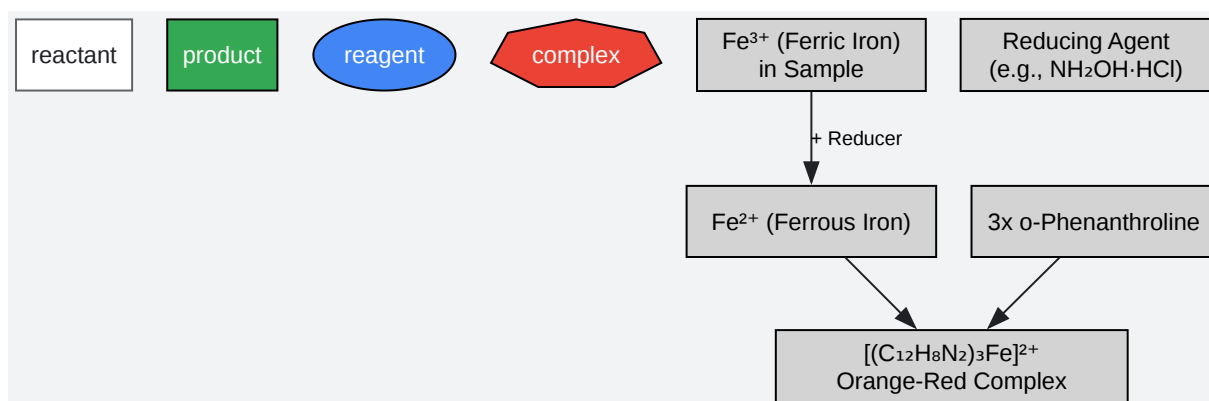 reactant
product
reagent
complex
Fe³⁺ (Ferric Iron)
in Sample
Reducing Agent
(e.g., NH₂OH·HCl)
+ Reducer
Fe²⁺ (Ferrous Iron)
3x o-Phenanthroline
[(C₁₂H₈N₂)₃Fe]²⁺
Orange-Red Complex